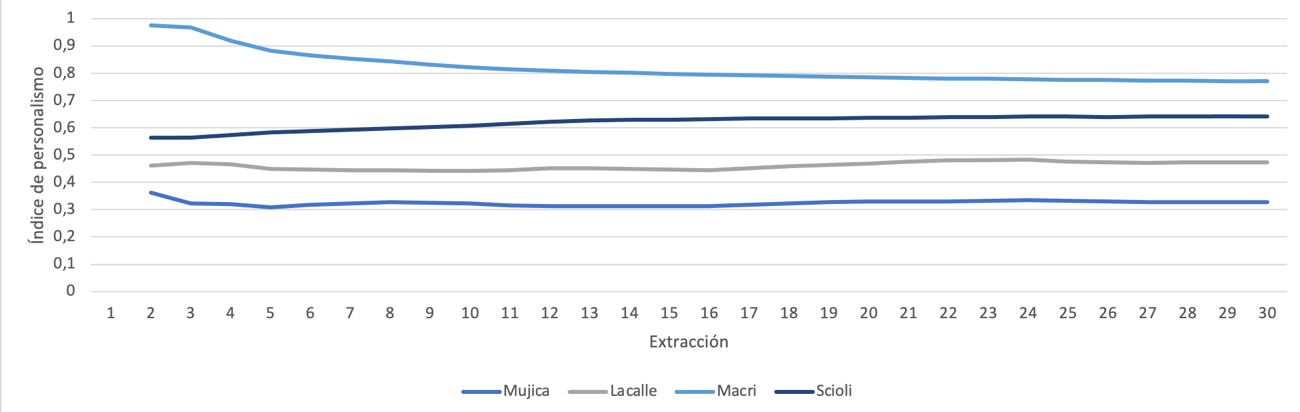 1
0,9
0,8
0,7
0,6
0,5
0,4
0,3
0,2
0,1
0
Índice de personalismo
1 2 3 4 5 6 7 8 9 10 11 12 13 14 15 16 17 18 19 20 21 22 23 24 25 26 27 28 29 30
Extracción
Mujica Lacalle Macri Scioli